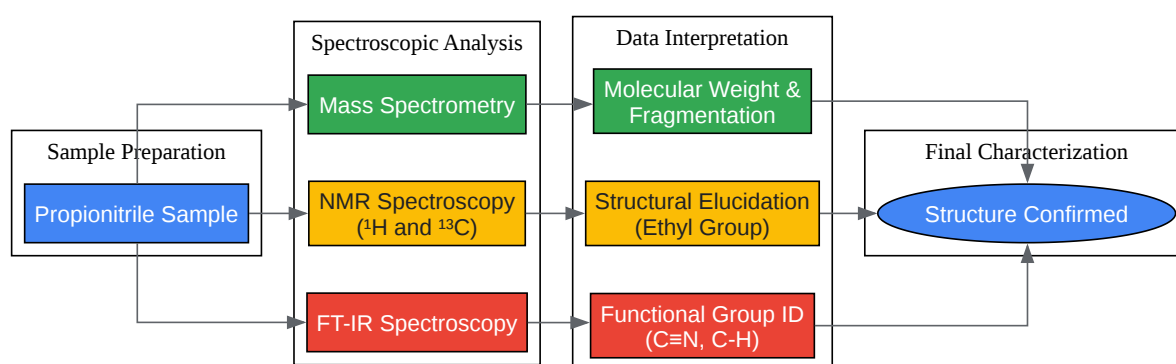 Spectroscopic Analysis
Data Interpretation
Mass Spectrometry
Molecular Weight &
Fragmentation
Sample Preparation
Final Characterization
Propionitrile Sample
NMR Spectroscopy
(¹H and ¹³C)
Structural Elucidation
(Ethyl Group)
Structure Confirmed
FT-IR Spectroscopy
Functional Group ID
(C≡N, C-H)